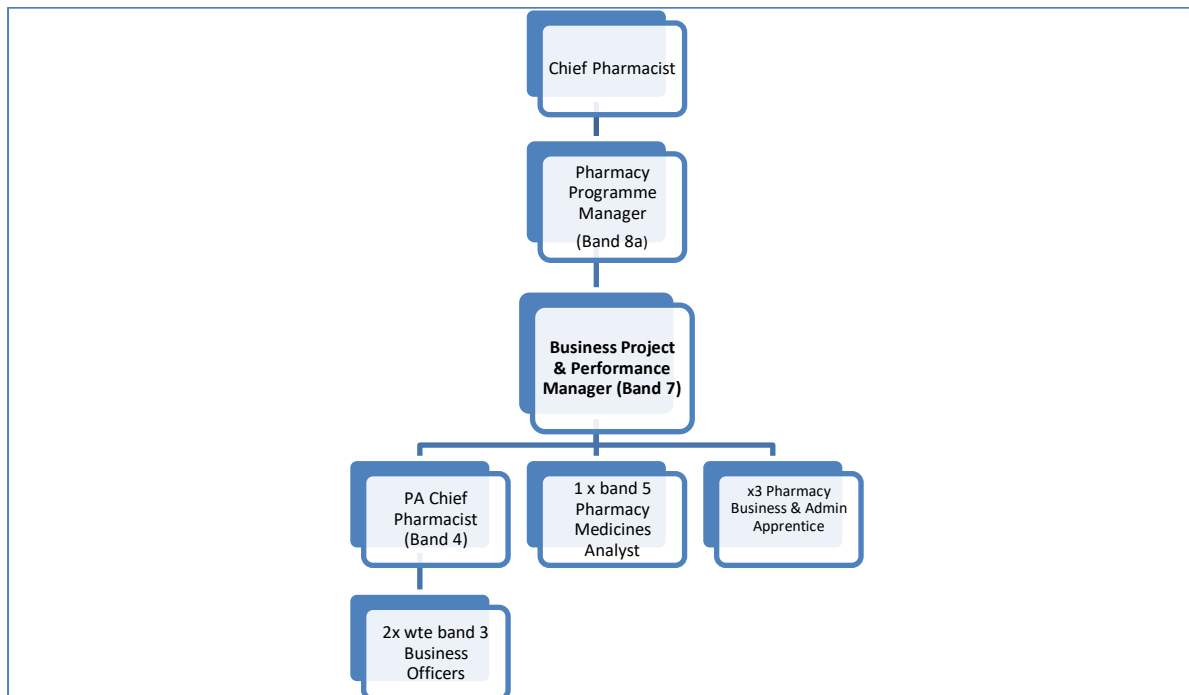 Chief Pharmacist
Pharmacy
Programme
Manager
(Band 8a)
Business Project
& Performance
Manager (Band 7)
PA Chief
Pharmacist
(Band 4)
1 x band 5
Pharmacy
Medicines
Analyst
x3 Pharmacy
Business & Admin
Apprentice
2x wte band 3
Business
Officers